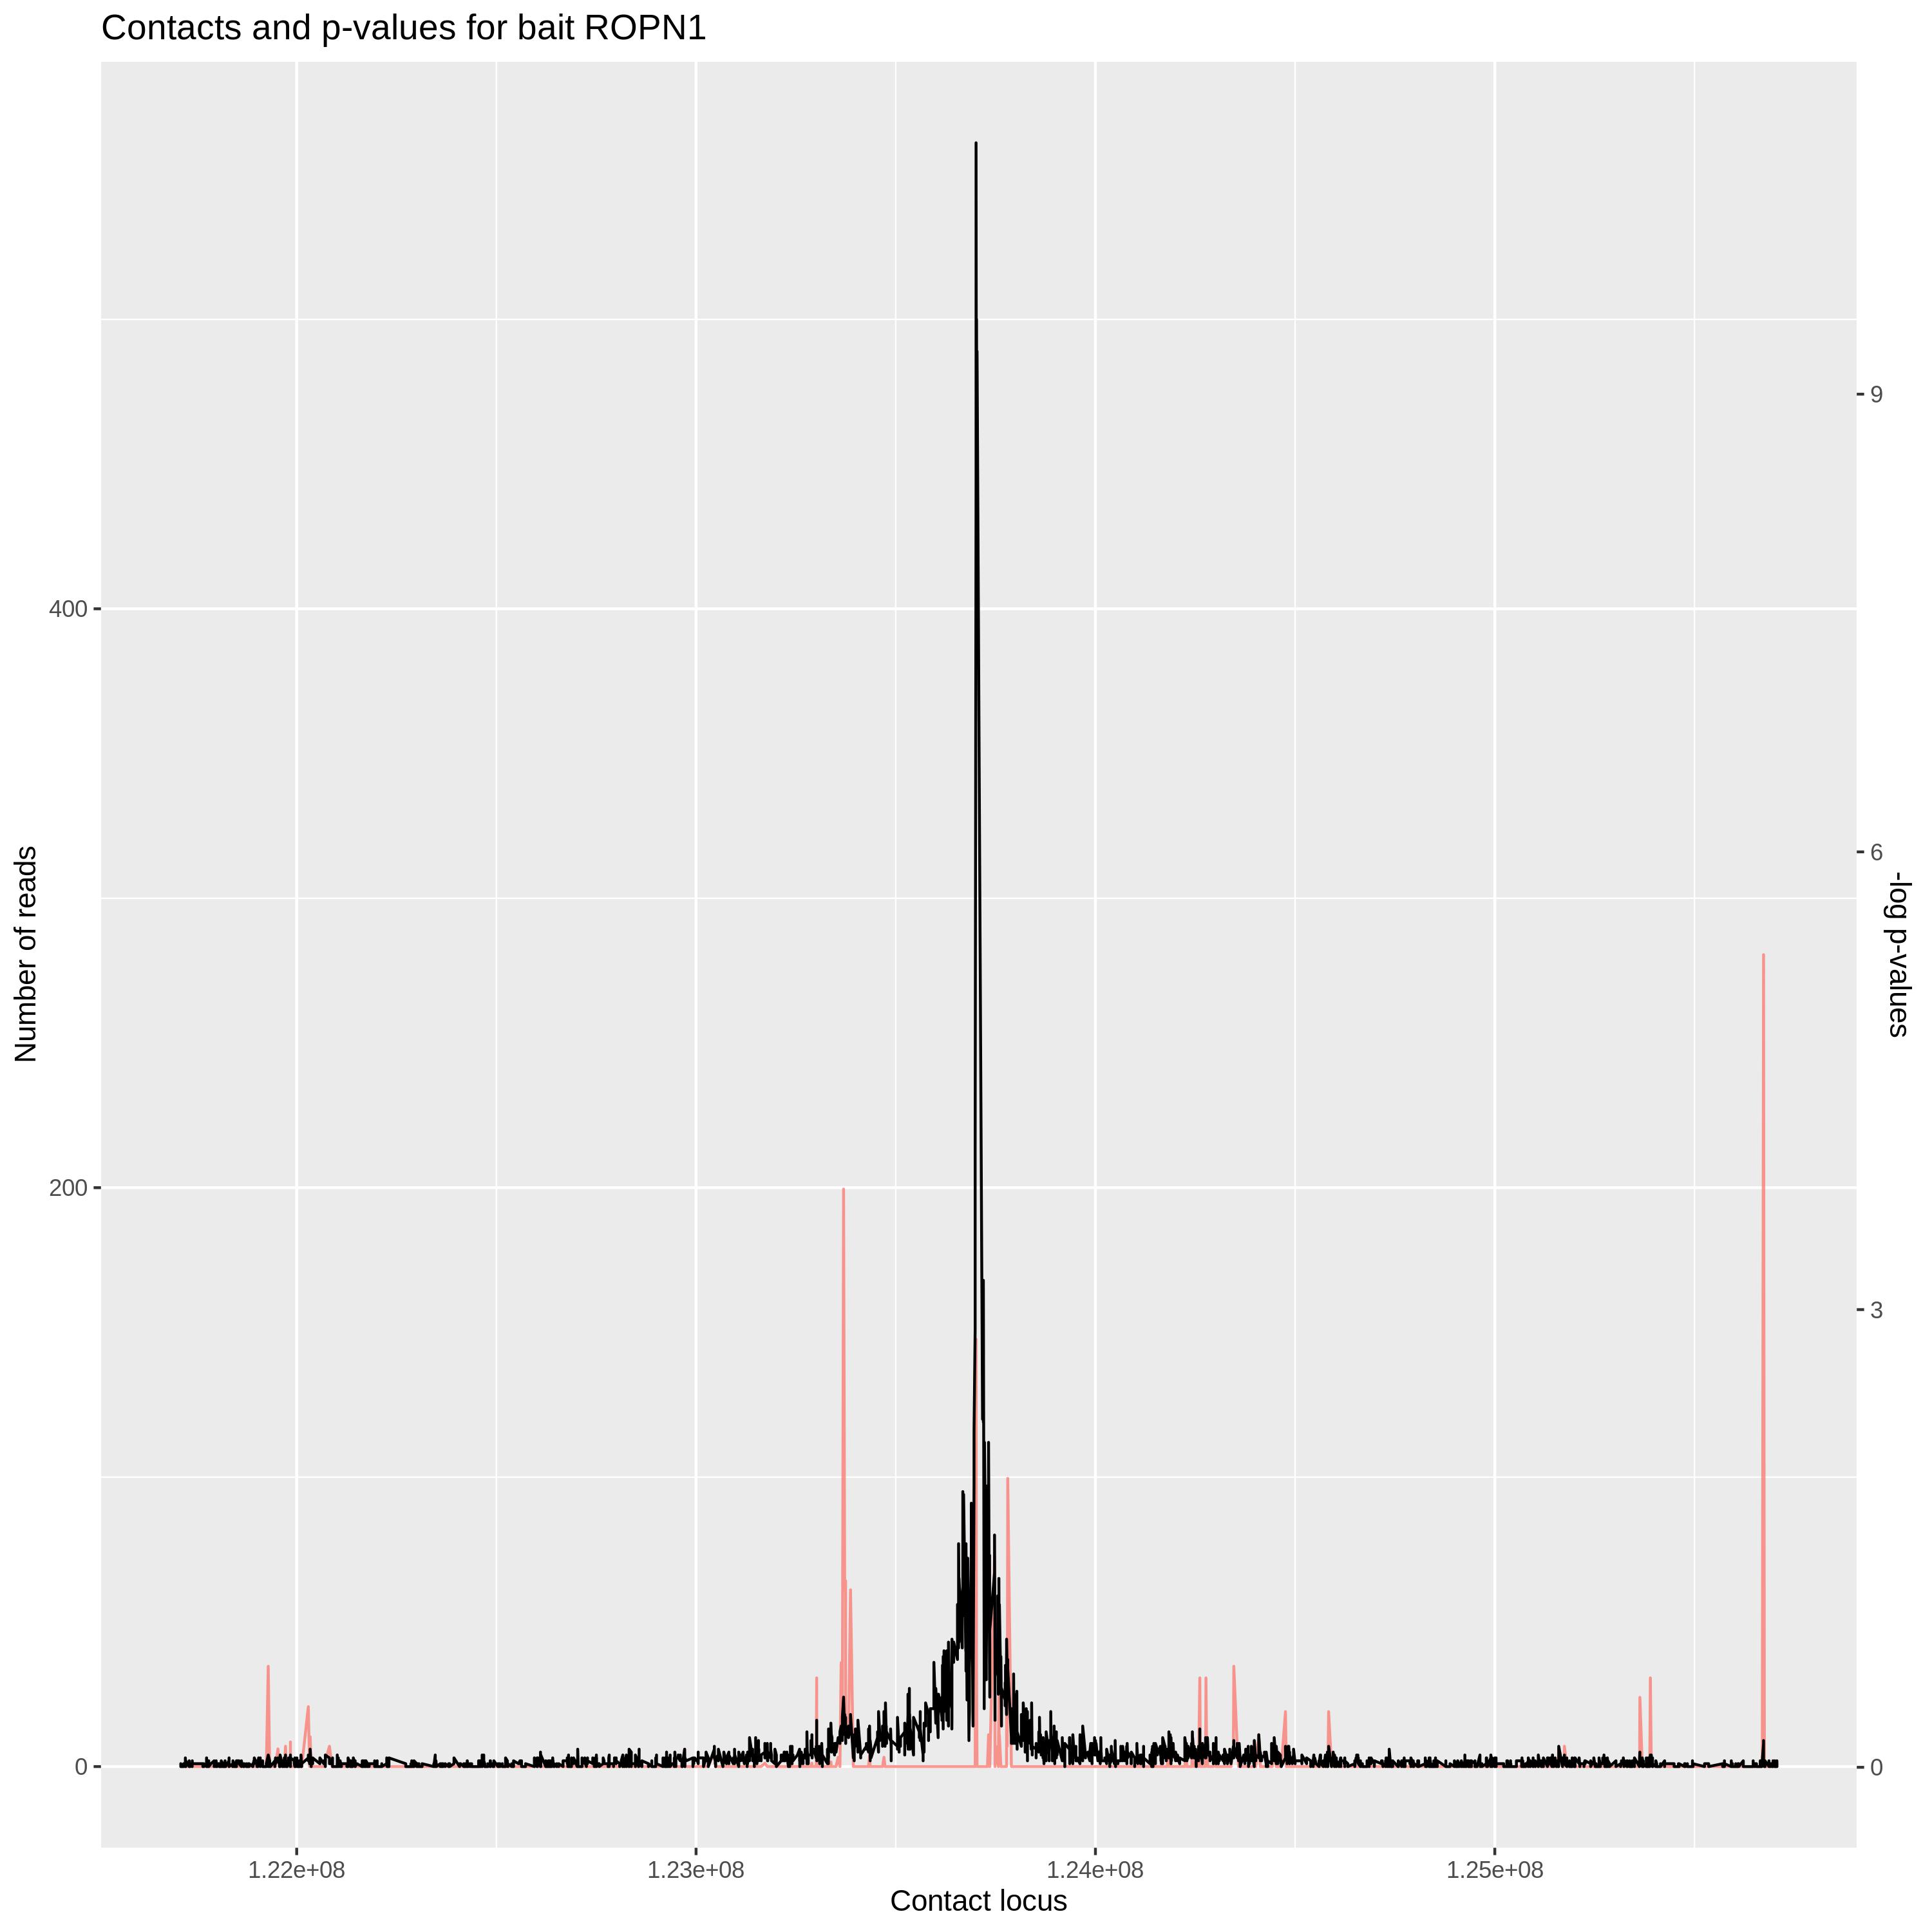 Contacts and p-values for bait ROPN1
Number of reads
400
200
0
9
6
3
0
-log p-values
1.22e+08
1.23e+08
1.24e+08
1.25e+08
Contact locus